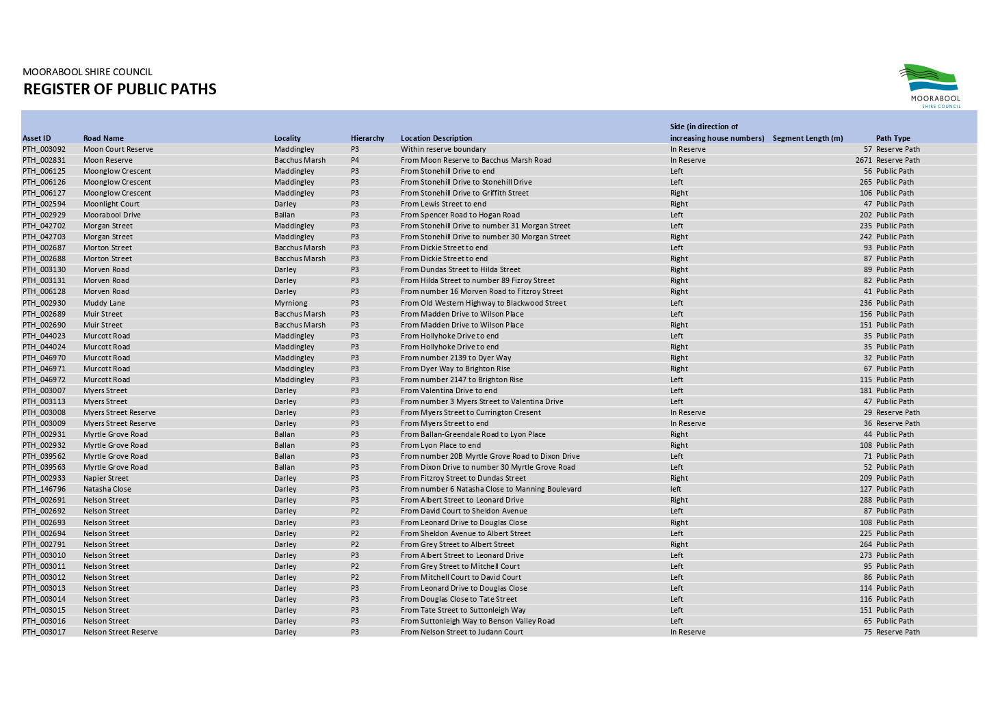 MOORABOOL SHIRE COUNCIL
REGISTER OF PUBLIC PATHS
MOORABOOL
SHIRE COUNCIL
Asset ID Road Name Locality Hierarchy Location Description Side (in direction of increasing house numbers) Segment Length (m) Path Type
PTH_003092 Moon Court Reserve Maddingley P3 Within reserve boundary In Reserve 57 Reserve Path
PTH_002831 Moon Reserve Bacchus Marsh P4 From Moon Reserve to Bacchus Marsh Road In Reserve 2671 Reserve Path
PTH_006125 Moonglow Crescent Maddingley P3 From Stonehill Drive to end Left 56 Public Path
PTH_006126 Moonglow Crescent Maddingley P3 From Stonehill Drive to Stonehill Drive Left 265 Public Path
PTH_006127 Moonglow Crescent Maddingley P3 From Stonehill Drive to Griffith Street Right 106 Public Path
PTH_002594 Moonlight Court Darley P3 From Lewis Street to end Right 47 Public Path
PTH_002929 Moorabool Drive Ballan P3 From Spencer Road to Hogan Road Left 202 Public Path
PTH_042702 Morgan Street Maddingley P3 From Stonehill Drive to number 31 Morgan Street Left 235 Public Path
PTH_042703 Morgan Street Maddingley P3 From Stonehill Drive to number 30 Morgan Street Right 242 Public Path
PTH_002687 Morton Street Bacchus Marsh P3 From Dickie Street to end Left 93 Public Path
PTH_002688 Morton Street Bacchus Marsh P3 From Dickie Street to end Right 87 Public Path
PTH_003130 Morven Road Darley P3 From Dundas Street to Hilda Street Right 89 Public Path
PTH_003131 Morven Road Darley P3 From Hilda Street to number 89 Fizroy Street Right 82 Public Path
PTH_006128 Morven Road Darley P3 From number 16 Morven Road to Fitzroy Street Right 41 Public Path
PTH_002930 Muddy Lane Myrniong P3 From Old Western Highway to Blackwood Street Left 236 Public Path
PTH_002689 Muir Street Bacchus Marsh P3 From Madden Drive to Wilson Place Left 156 Public Path
PTH_002690 Muir Street Bacchus Marsh P3 From Madden Drive to Wilson Place Right 151 Public Path
PTH_044023 Murcott Road Maddingley P3 From Hollyhoke Drive to end Left 35 Public Path
PTH_044024 Murcott Road Maddingley P3 From Hollyhoke Drive to end Right 35 Public Path
PTH_046970 Murcott Road Maddingley P3 From number 2139 to Dyer Way Right 32 Public Path
PTH_046971 Murcott Road Maddingley P3 From Dyer Way to Brighton Rise Right 67 Public Path
PTH_046972 Murcott Road Maddingley P3 From number 2147 to Brighton Rise Left 115 Public Path
PTH_003007 Myers Street Darley P3 From Valentina Drive to end Left 181 Public Path
PTH_003113 Myers Street Darley P3 From number 3 Myers Street to Valentina Drive Left 47 Public Path
PTH_003008 Myers Street Reserve Darley P3 From Myers Street to Currington Cresent In Reserve 29 Reserve Path
PTH_003009 Myers Street Reserve Darley P3 From Myers Street to end In Reserve 36 Reserve Path
PTH_002931 Myrtle Grove Road Ballan P3 From Ballan-Greendale Road to Lyon Place Right 44 Public Path
PTH_002932 Myrtle Grove Road Ballan P3 From Lyon Place to end Right 108 Public Path
PTH_039562 Myrtle Grove Road Ballan P3 From number 20B Myrtle Grove Road to Dixon Drive Left 71 Public Path
PTH_039563 Myrtle Grove Road Ballan P3 From Dixon Drive to number 30 Myrtle Grove Road Left 52 Public Path
PTH_002933 Napier Street Darley P3 From Fitzroy Street to Dundas Street Right 209 Public Path
PTH_146796 Natasha Close Darley P3 From number 6 Natasha Close to Manning Boulevard left 127 Public Path
PTH_002691 Nelson Street Darley P3 From Albert Street to Leonard Drive Right 288 Public Path
PTH_002692 Nelson Street Darley P2 From David Court to Sheldon Avenue Left 87 Public Path
PTH_002693 Nelson Street Darley P3 From Leonard Drive to Douglas Close Right 108 Public Path
PTH_002694 Nelson Street Darley P2 From Sheldon Avenue to Albert Street Left 225 Public Path
PTH_002791 Nelson Street Darley P2 From Grey Street to Albert Street Right 264 Public Path
PTH_003010 Nelson Street Darley P3 From Albert Street to Leonard Drive Left 273 Public Path
PTH_003011 Nelson Street Darley P2 From Grey Street to Mitchell Court Left 95 Public Path
PTH_003012 Nelson Street Darley P2 From Mitchell Court to David Court Left 86 Public Path
PTH_003013 Nelson Street Darley P3 From Leonard Drive to Douglas Close Left 114 Public Path
PTH_003014 Nelson Street Darley P3 From Douglas Close to Tate Street Left 116 Public Path
PTH_003015 Nelson Street Darley P3 From Tate Street to Suttonleigh Way Left 151 Public Path
PTH_003016 Nelson Street Darley P3 From Suttonleigh Way to Benson Valley Road Left 65 Public Path
PTH_003017 Nelson Street Reserve Darley P3 From Nelson Street to Judann Court In Reserve 75 Reserve Path